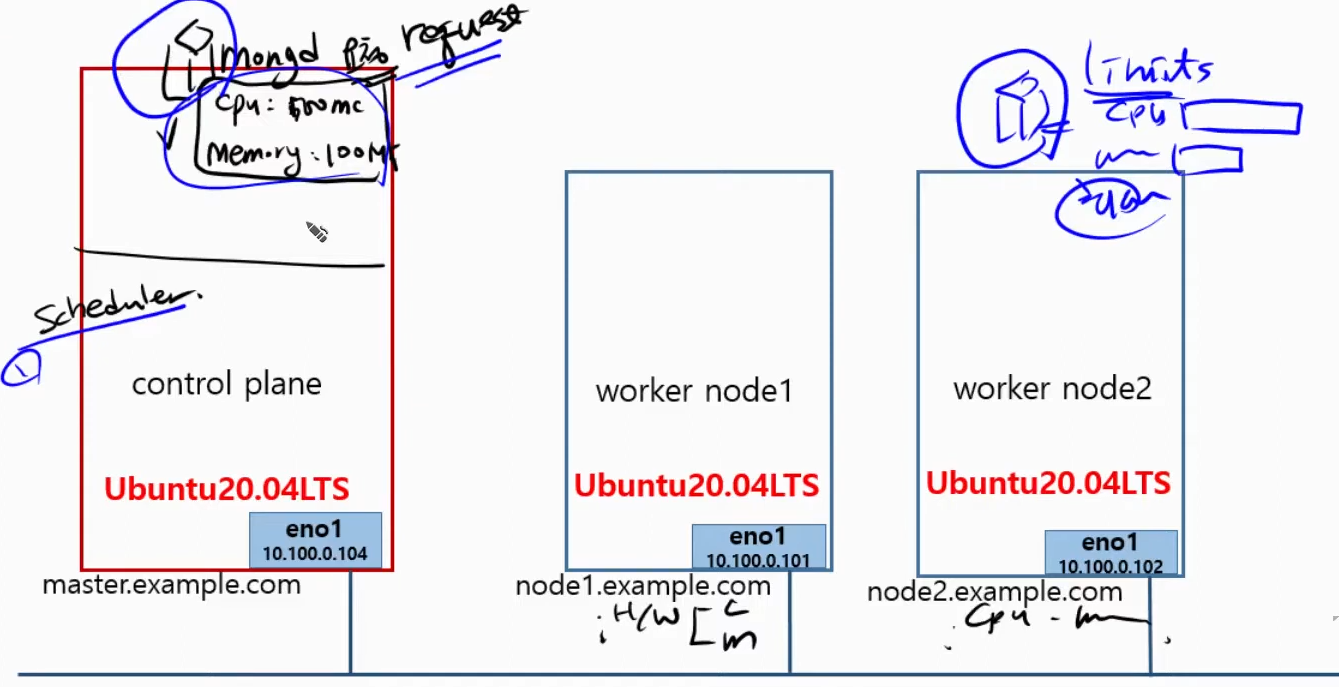 mongd
request
cpu: 500mc
Memory: 100M
Scheduler.
1
control plane
Ubuntu20.04LTS
eno1
10.100.0.104
master.example.com
worker node1
Ubuntu20.04LTS
eno1
10.100.0.101
node1.example.com
H/W [ C
m
limits
cpu
worker node2
Ubuntu20.04LTS
eno1
10.100.0.102
node2.example.com
Cpu -